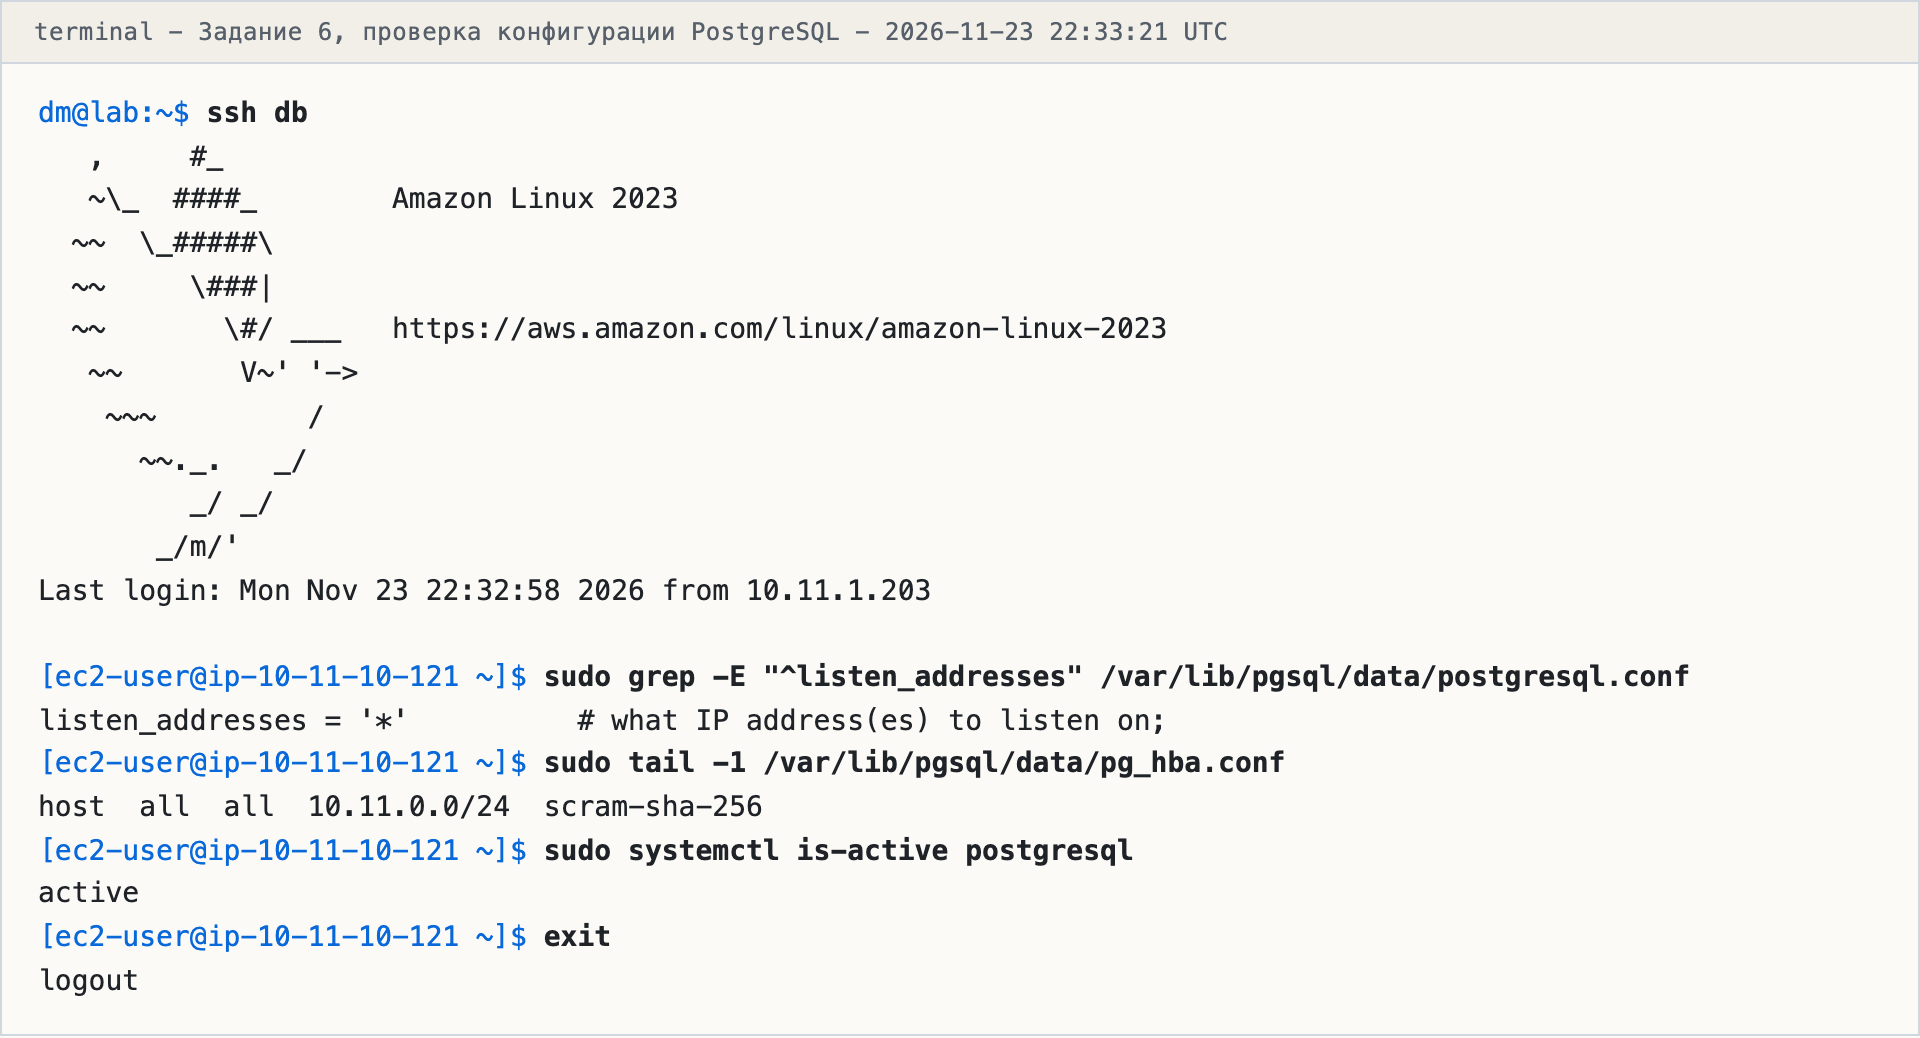 terminal — Задание 6, проверка конфигурации PostgreSQL — 2026-11-23 22:33:21 UTC
dm@lab:~$ ssh db
   ,     #_
   ~\_  ####_        Amazon Linux 2023
  ~~  \_#####\
  ~~     \###|
  ~~       \#/ ___   https://aws.amazon.com/linux/amazon-linux-2023
   ~~       V~' '->
    ~~~         /
      ~~._.   _/
         _/ _/
       _/m/'
Last login: Mon Nov 23 22:32:58 2026 from 10.11.1.203
[ec2-user@ip-10-11-10-121 ~]$ sudo grep -E "^listen_addresses" /var/lib/pgsql/data/postgresql.conf
listen_addresses = '*'          # what IP address(es) to listen on;
[ec2-user@ip-10-11-10-121 ~]$ sudo tail -1 /var/lib/pgsql/data/pg_hba.conf
host  all  all  10.11.0.0/24  scram-sha-256
[ec2-user@ip-10-11-10-121 ~]$ sudo systemctl is-active postgresql
active
[ec2-user@ip-10-11-10-121 ~]$ exit
logout